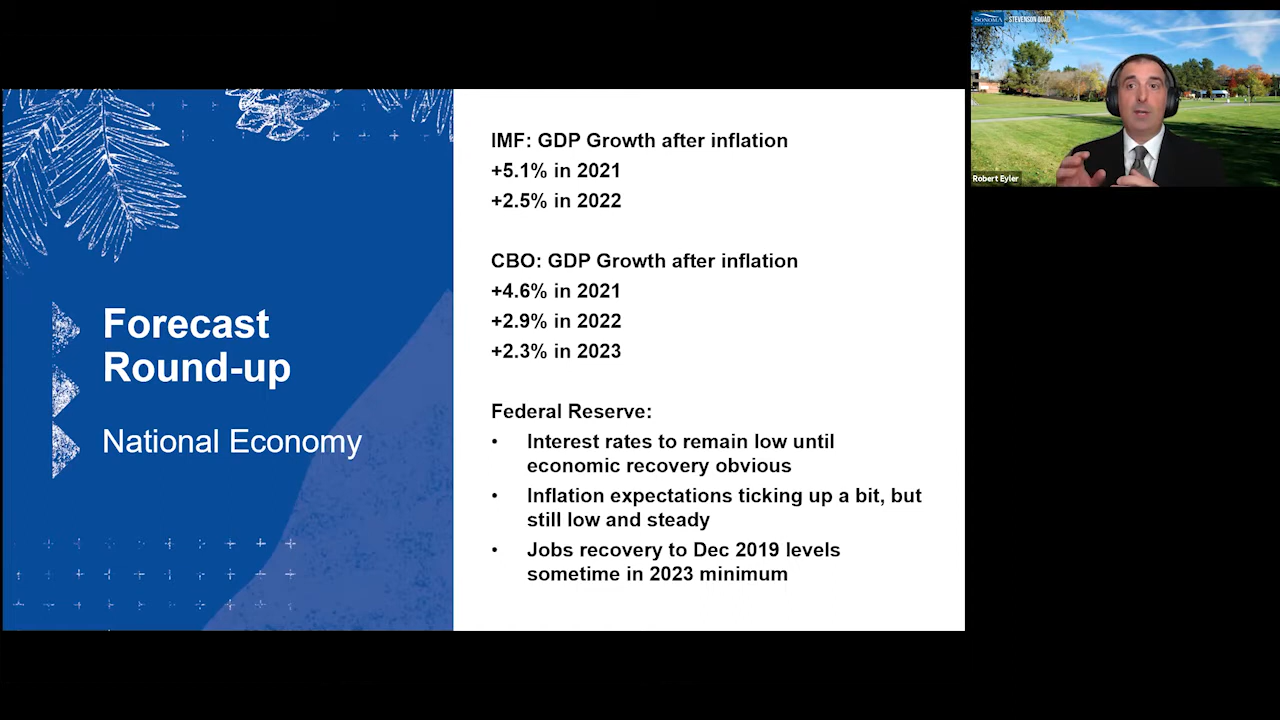 Forecast
Round-up
National Economy
IMF: GDP Growth after inflation
+5.1% in 2021
+2.5% in 2022
CBO: GDP Growth after inflation
+4.6% in 2021
+2.9% in 2022
+2.3% in 2023
Federal Reserve:
• Interest rates to remain low until
economic recovery obvious
• Inflation expectations ticking up a bit, but
still low and steady
• Jobs recovery to Dec 2019 levels
sometime in 2023 minimum
SONOMA
STEVENSON QUAD
Robert Eyler